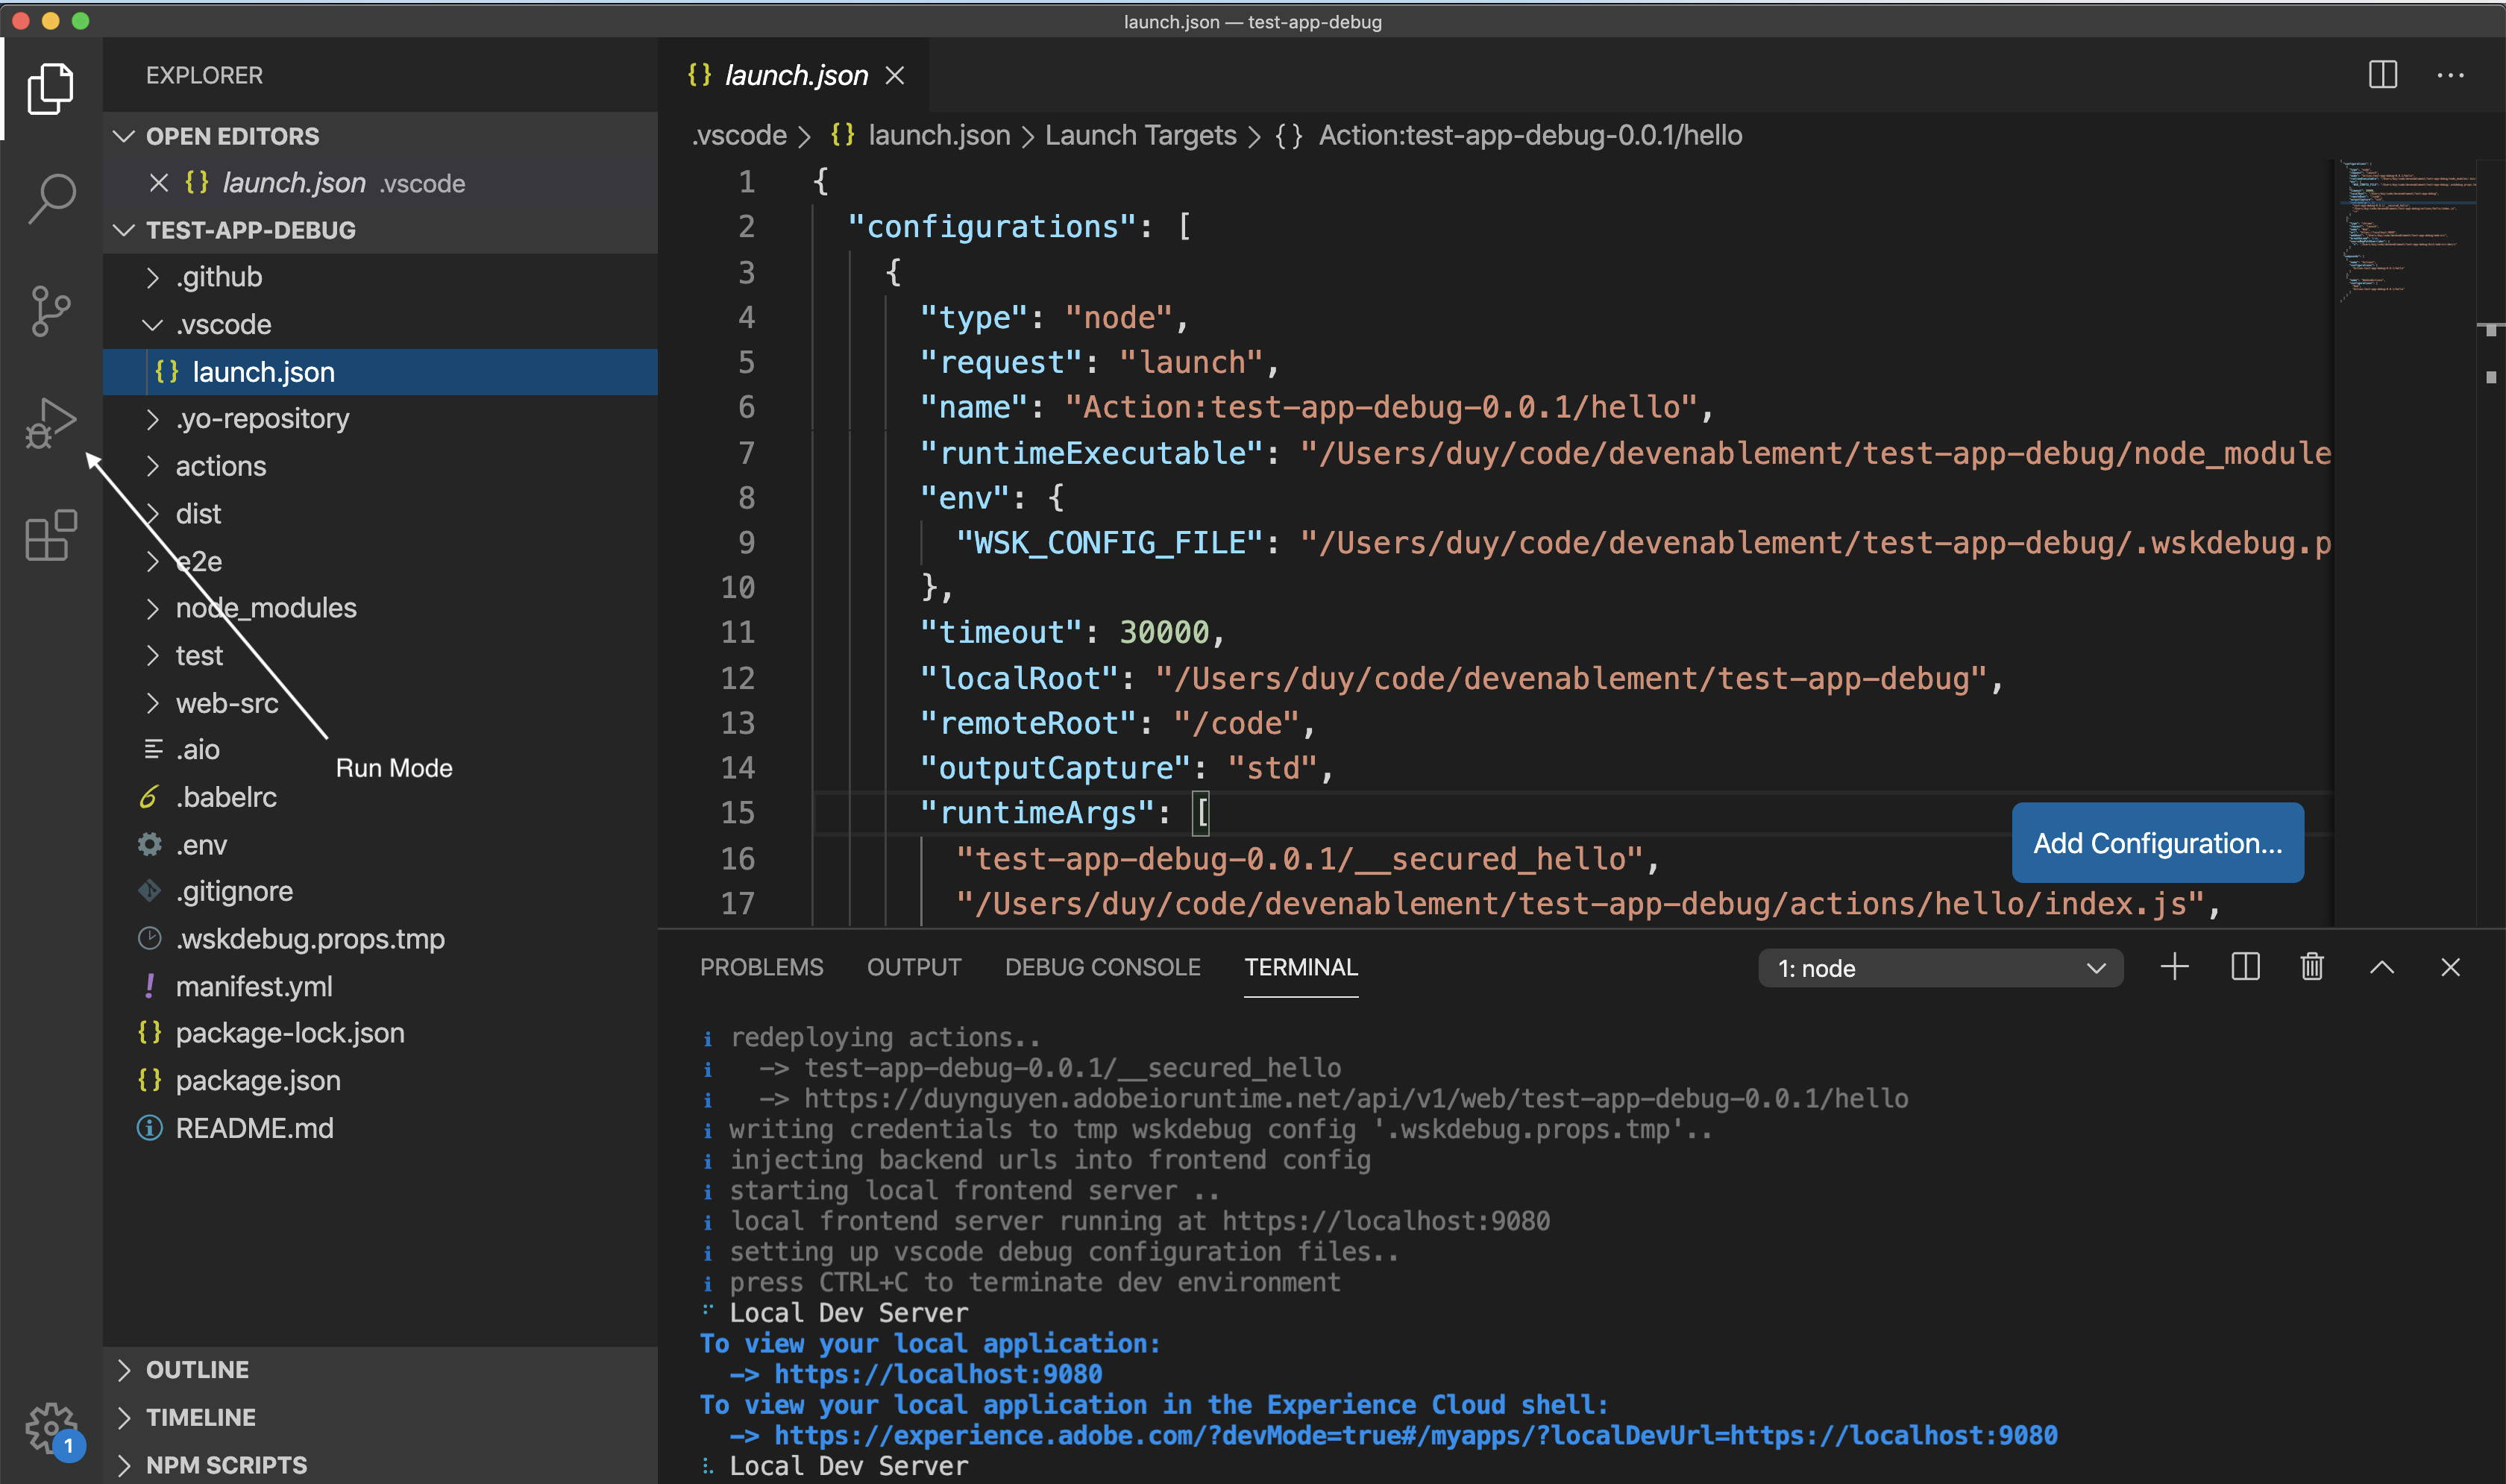 launch.json — test-app-debug
EXPLORER
OPEN EDITORS
launch.json .vscode
TEST-APP-DEBUG
.github
.vscode
launch.json
.yo-repository
actions
dist
e2e
node_modules
test
web-src
.aio
Run Mode
.babelrc
.env
.gitignore
.wskdebug.props.tmp
manifest.yml
package-lock.json
package.json
README.md
OUTLINE
TIMELINE
NPM SCRIPTS
1
launch.json
.vscode > {} launch.json > Launch Targets > {} Action:test-app-debug-0.0.1/hello
1 {
2 "configurations": [
3 {
4 "type": "node",
5 "request": "launch",
6 "name": "Action:test-app-debug-0.0.1/hello",
7 "runtimeExecutable": "/Users/duy/code/devenablement/test-app-debug/node_module
8 "env": {
9 "WSK_CONFIG_FILE": "/Users/duy/code/devenablement/test-app-debug/.wskdebug.p
10 },
11 "timeout": 30000,
12 "localRoot": "/Users/duy/code/devenablement/test-app-debug",
13 "remoteRoot": "/code",
14 "outputCapture": "std",
15 "runtimeArgs": [
16 "test-app-debug-0.0.1/__secured_hello",
17 "/Users/duy/code/devenablement/test-app-debug/actions/hello/index.js",
Add Configuration...
PROBLEMS OUTPUT DEBUG CONSOLE TERMINAL 1: node
i redeploying actions..
i -> test-app-debug-0.0.1/__secured_hello
i -> https://duynguyen.adobeioruntime.net/api/v1/web/test-app-debug-0.0.1/hello
i writing credentials to tmp wskdebug config '.wskdebug.props.tmp'..
i injecting backend urls into frontend config
i starting local frontend server ..
i local frontend server running at https://localhost:9080
i setting up vscode debug configuration files..
i press CTRL+C to terminate dev environment
Local Dev Server
To view your local application:
-> https://localhost:9080
To view your local application in the Experience Cloud shell:
-> https://experience.adobe.com/?devMode=true#/myapps/?localDevUrl=https://localhost:9080
Local Dev Server